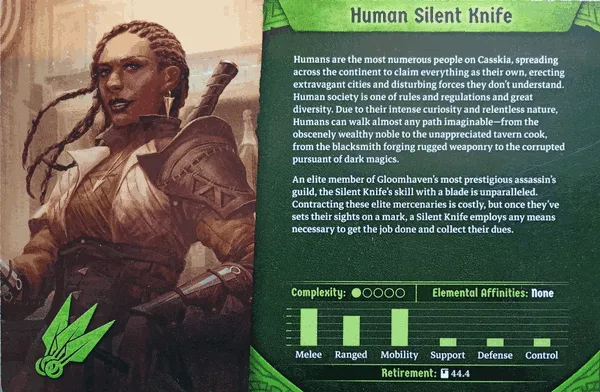 Human Silent Knife
Humans are the most numerous people on Casskia, spreading
across the continent to claim everything as their own, erecting
extravagant cities and disturbing forces they don't understand.
Human society is one of rules and regulations and great
diversity. Due to their intense curiosity and relentless nature,
Humans can walk almost any path imaginable—from the
obscenely wealthy noble to the unappreciated tavern cook,
from the blacksmith forging rugged weaponry to the corrupted
pursuant of dark magics.
An elite member of Gloomhaven's most prestigious assassin's
guild, the Silent Knife's skill with a blade is unparalleled.
Contracting these elite mercenaries is costly, but once they've
sets their sights on a mark, a Silent Knife employs any means
necessary to get the job done and collect their dues.
Complexity: Elemental Affinities: None
Melee Ranged Mobility Support Defense Control
Retirement: 44.4